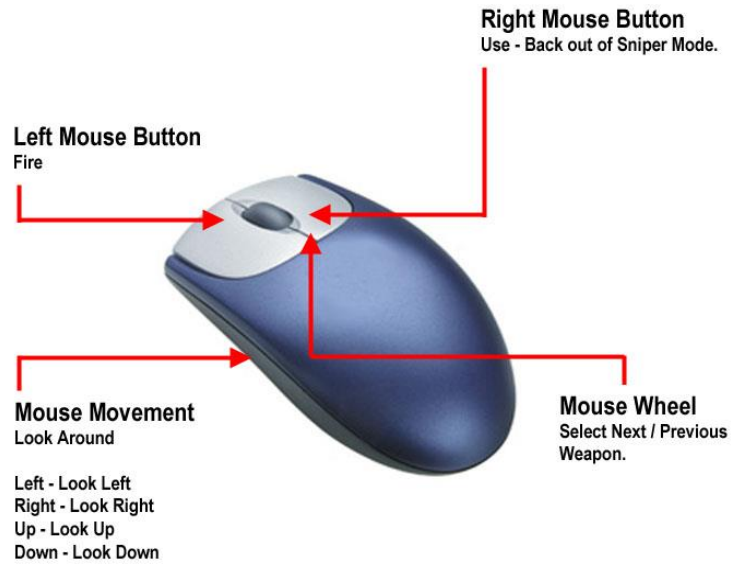 Right Mouse Button
Use - Back out of Sniper Mode.
Left Mouse Button
Fire
Mouse Movement
Look Around
Left - Look Left
Right - Look Right
Up - Look Up
Down - Look Down
Mouse Wheel
Select Next / Previous
Weapon.